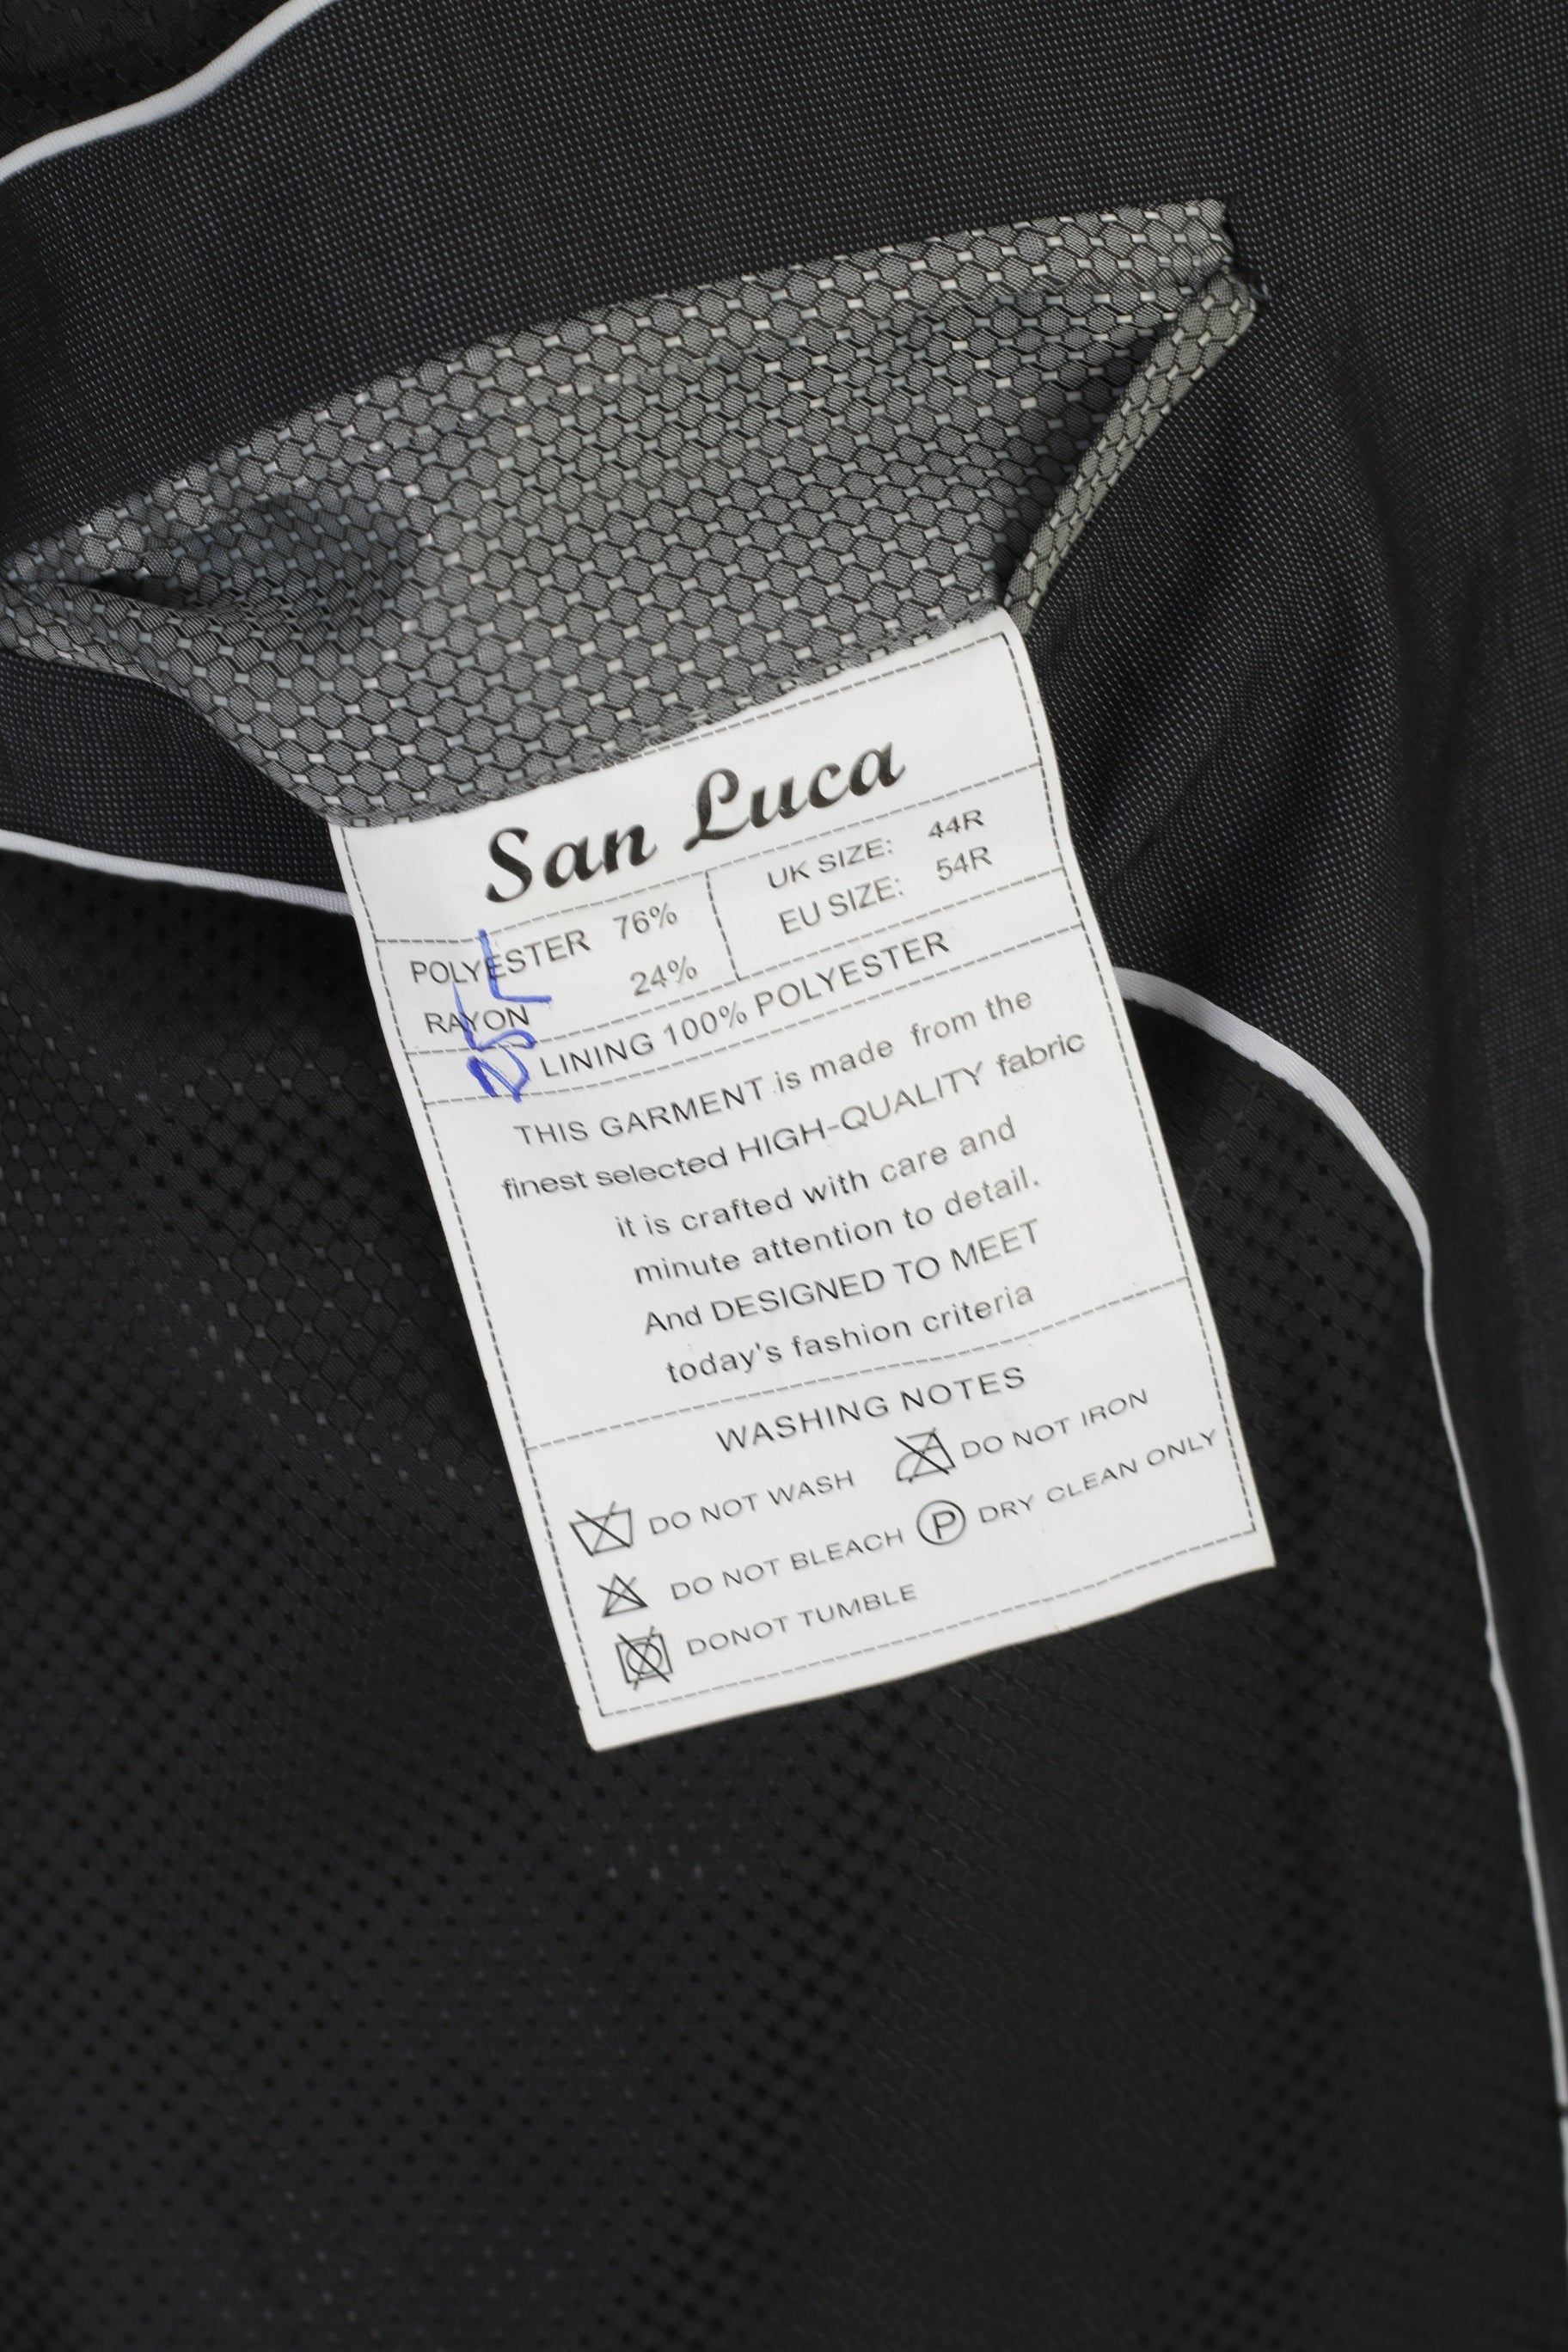 San Luca
POLYESTER 76%
RAYON 24%
UK SIZE: 44R
EU SIZE: 54R
LINING 100% POLYESTER
THIS GARMENT is made from the
finest selected HIGH-QUALITY fabric
it is crafted with care and
minute attention to detail.
And DESIGNED TO MEET
today's fashion criteria
WASHING NOTES
DO NOT WASH DO NOT IRON
DO NOT BLEACH P DRY CLEAN ONLY
DONOT TUMBLE